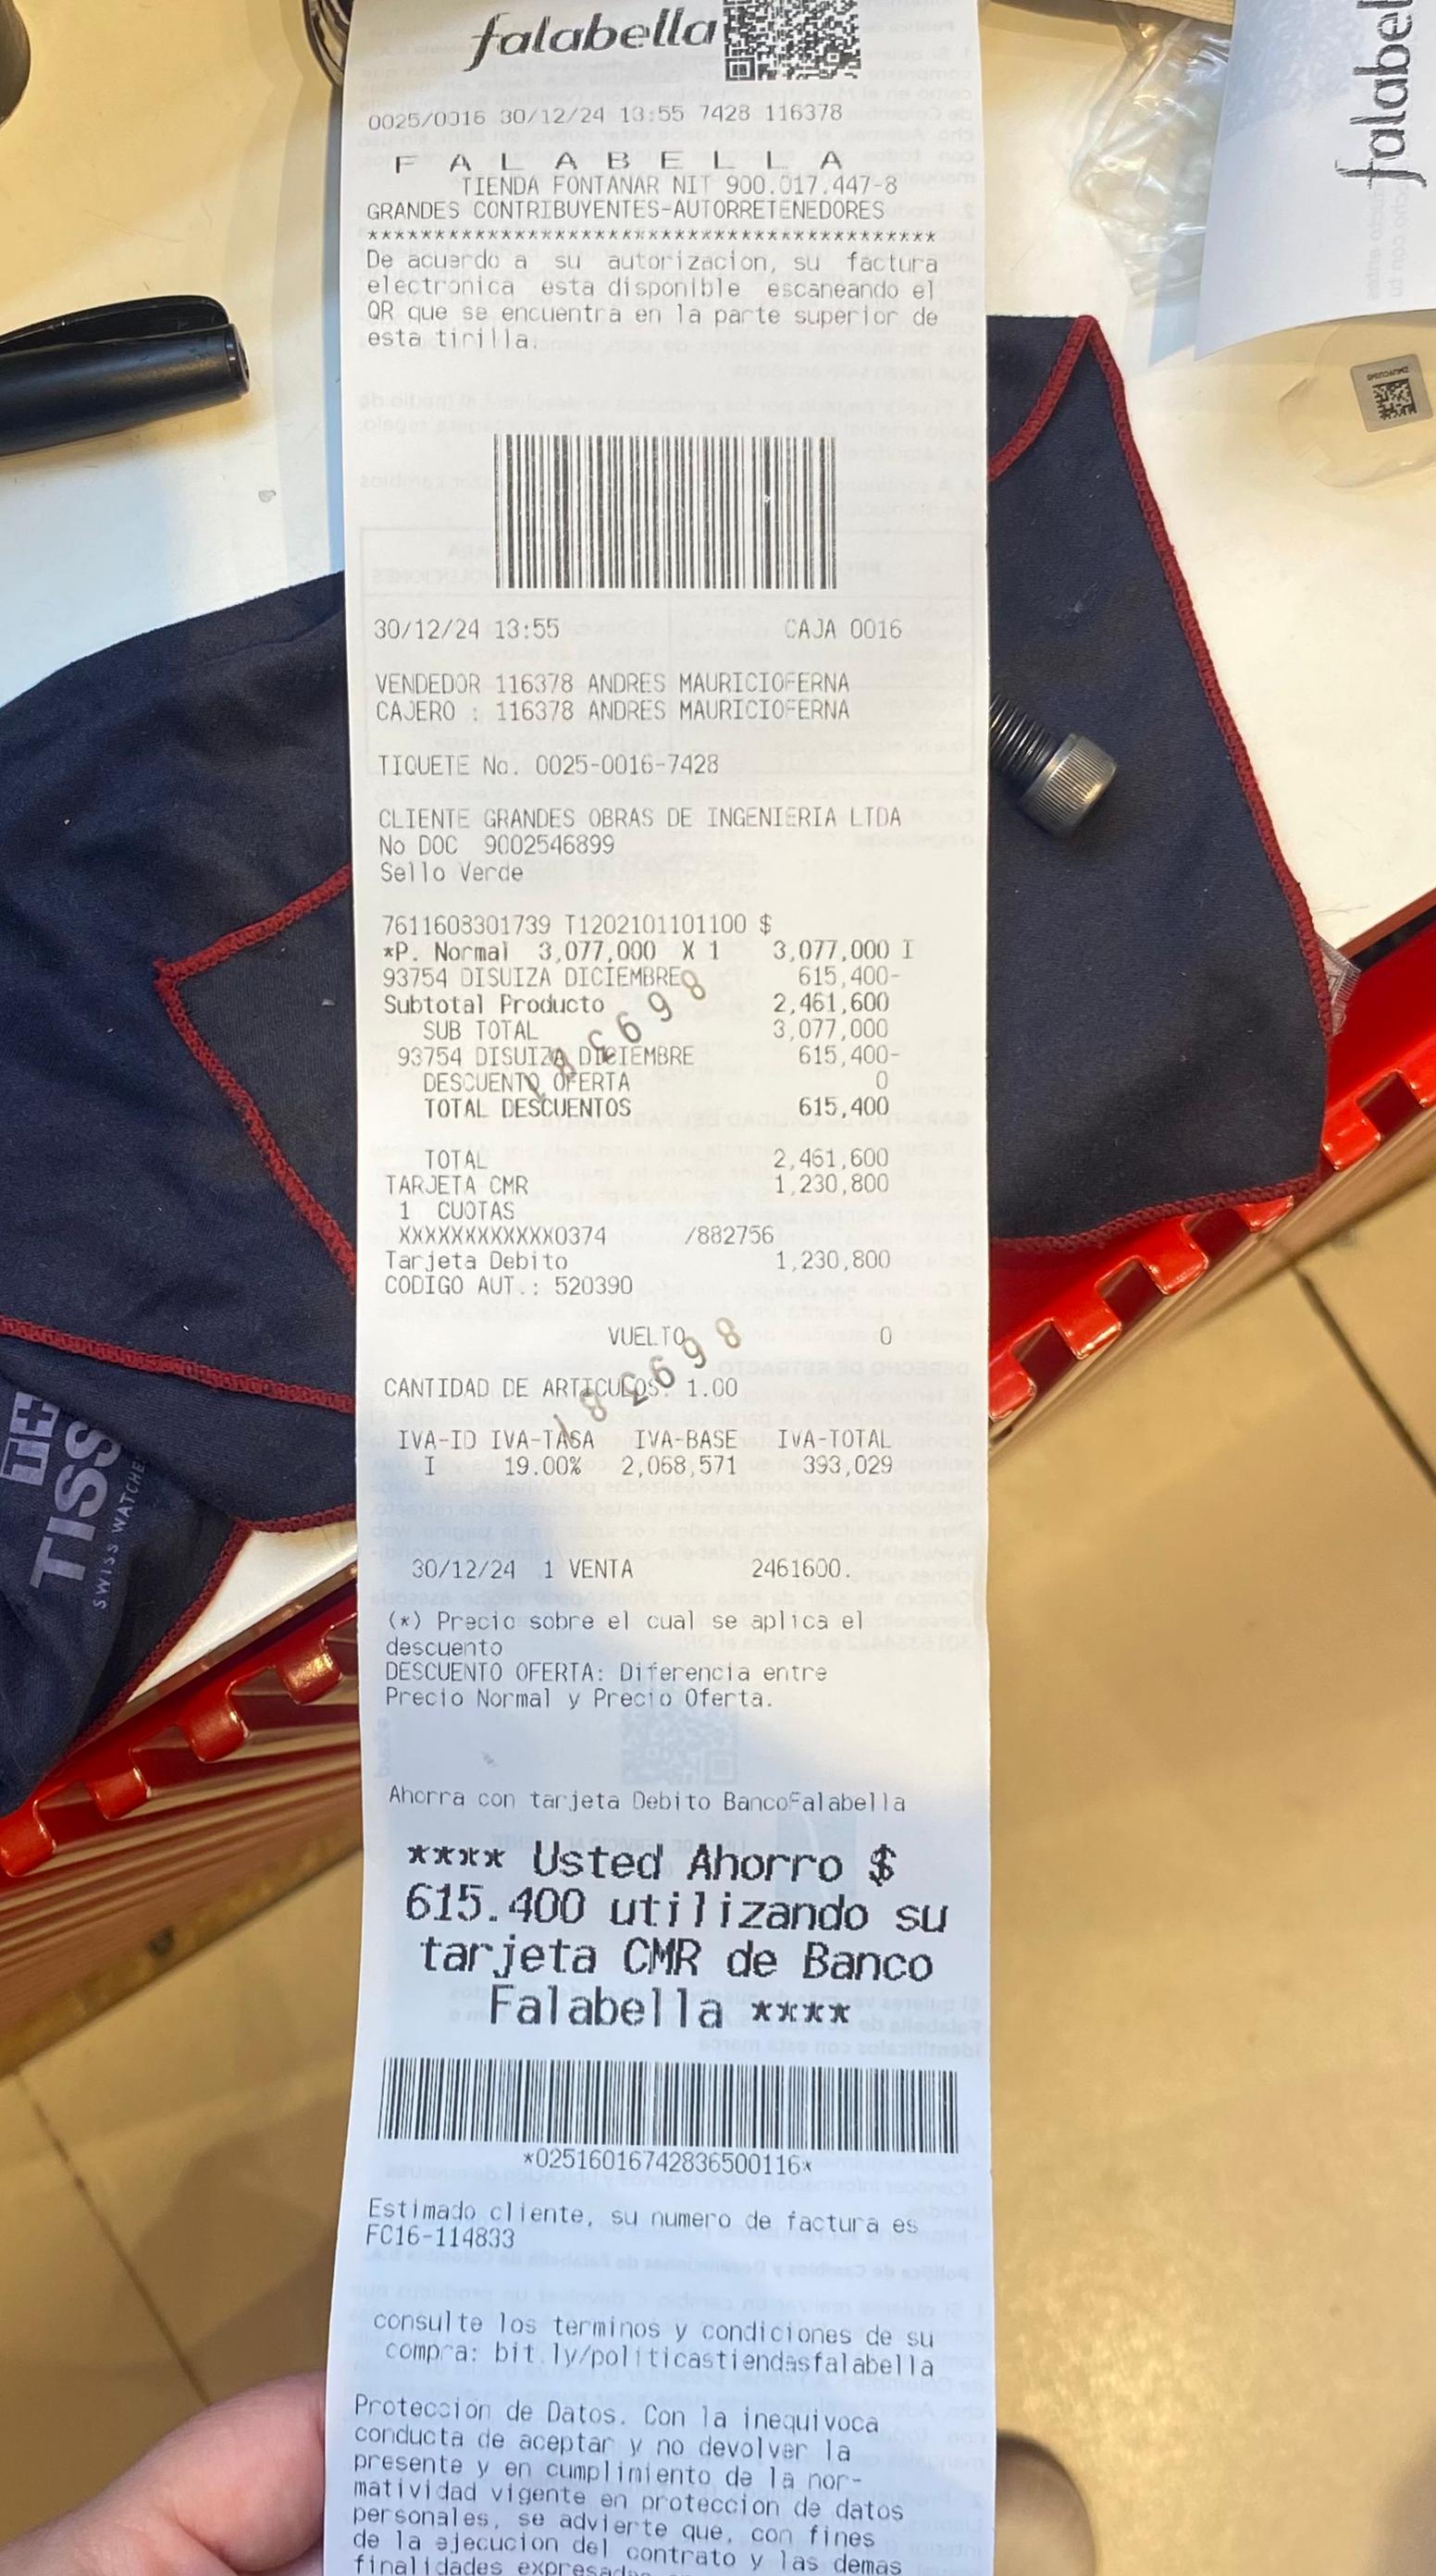 falabella
0025/0016 30/12/24 13:55 7428 116378
F A L A B E L L A
TIENDA FONTANAR NIT 900.017.447-8
GRANDES CONTRIBUYENTES-AUTORRETENEDORES
*******************************************
De acuerdo a su autorizacion, su factura
electronica esta disponible escaneando el
QR que se encuentra en la parte superior de
esta tirilla.
30/12/24 13:55 CAJA 0016
VENDEDOR 116378 ANDRES MAURICIOFERNA
CAJERO : 116378 ANDRES MAURICIOFERNA
TIQUETE No. 0025-0016-7428
CLIENTE GRANDES OBRAS DE INGENIERIA LTDA
No DOC 9002546899
Sello Verde
7611608301739 T1202101101100 $
*P. Normal 3,077,000 X 1 3,077,000 I
93754 DISUIZA DICIEMBRE 615,400-
Subtotal Producto 2,461,600
SUB TOTAL 3,077,000
93754 DISUIZA DICIEMBRE 615,400-
DESCUENTO OFERTA 0
TOTAL DESCUENTOS 615,400
TOTAL 2,461,600
TARJETA CMR 1,230,800
1 CUOTAS
XXXXXXXXXXXX0374 /882756
Tarjeta Debito 1,230,800
CODIGO AUT.: 520390
VUELTO 0
CANTIDAD DE ARTICULOS: 1.00
IVA-ID IVA-TASA IVA-BASE IVA-TOTAL
I 19.00% 2,068,571 393,029
30/12/24 1 VENTA 2461600.
(*) Precio sobre el cual se aplica el
descuento
DESCUENTO OFERTA: Diferencia entre
Precio Normal y Precio Oferta.
Ahorra con tarjeta Debito BancoFalabella
**** Usted Ahorro $
615.400 utilizando su
tarjeta CMR de Banco
Falabella ****
*02516016742836500116*
Estimado cliente, su numero de factura es
FC16-114833
consulte los terminos y condiciones de su
compra: bit.ly/politicastiendasfalabella
Proteccion de Datos. Con la inequivoca
conducta de aceptar y no devolver la
presente y en cumplimiento de la nor-
matividad vigente en proteccion de datos
personales, se advierte que, con fines
de la ejecucion del contrato y las demas
finalidades
TISS
SWISS WATCHE
falabel